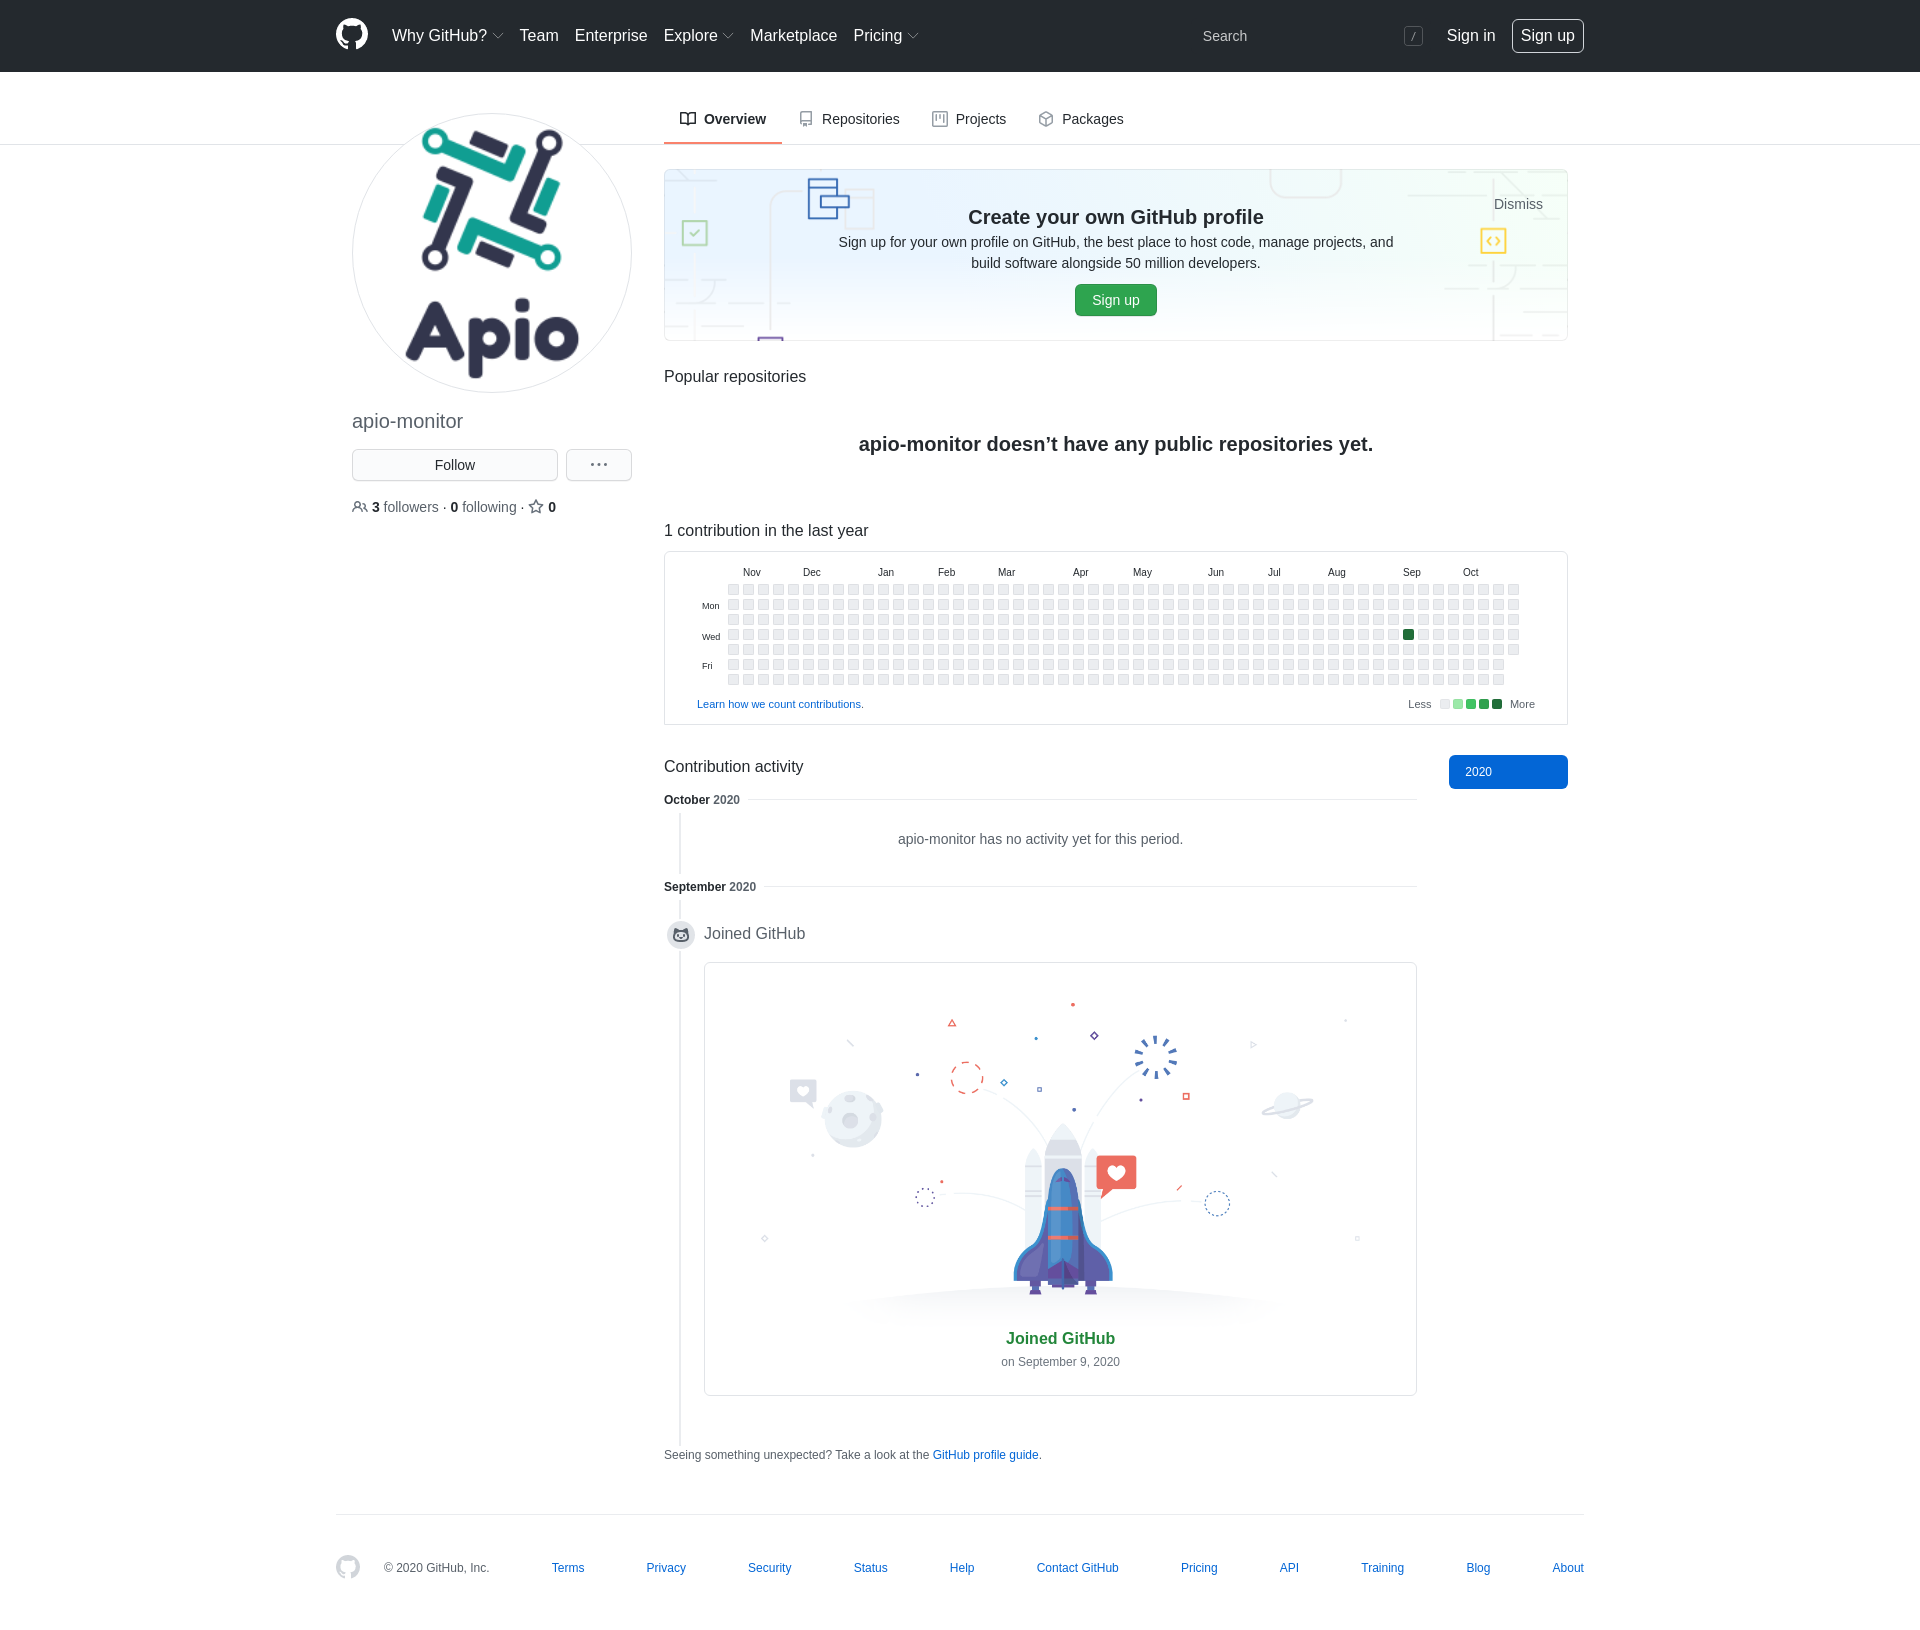 Why GitHub? Team Enterprise Explore Marketplace Pricing Search / Sign in Sign up
Overview Repositories Projects Packages
Apio
apio-monitor
Follow
3 followers · 0 following · 0
Create your own GitHub profile
Dismiss
Sign up for your own profile on GitHub, the best place to host code, manage projects, and
build software alongside 50 million developers.
Sign up
Popular repositories
apio-monitor doesn’t have any public repositories yet.
1 contribution in the last year
Nov Dec Jan Feb Mar Apr May Jun Jul Aug Sep Oct
Mon
Wed
Fri
Learn how we count contributions.
Less More
Contribution activity
2020
October 2020
apio-monitor has no activity yet for this period.
September 2020
Joined GitHub
Joined GitHub
on September 9, 2020
Seeing something unexpected? Take a look at the GitHub profile guide.
© 2020 GitHub, Inc. Terms Privacy Security Status Help Contact GitHub Pricing API Training Blog About